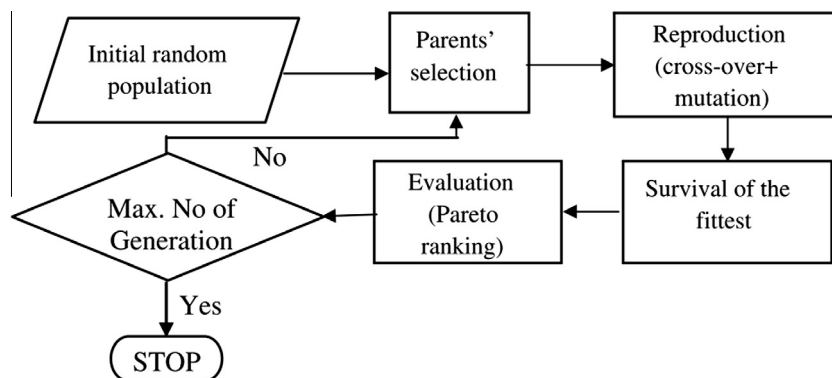 Initial random
population
Parents’
selection
Reproduction
(cross-over+
mutation)
Survival of the
fittest
Evaluation
(Pareto
ranking)
Max. No of
Generation
No
Yes
STOP